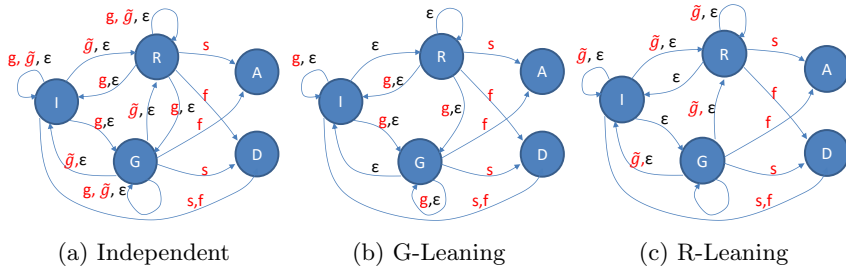 g, g̃, ε
ε
g̃, ε
g, g̃, ε
g̃,ε
R
s
A
g,ε
I
g,ε
g̃,ε
g,ε
f
f
G
s
D
g̃,ε
g, g̃, ε
s,f
(a) Independent
ε
R
s
A
g, ε
g,ε
I
g,ε
g,ε
f
f
G
s
D
ε
g,ε
s,f
(b) G-Leaning
g̃, ε
R
s
A
g̃, ε
ε
I
ε
g̃,ε
f
f
G
s
D
g̃,ε
ε
s,f
(c) R-Leaning